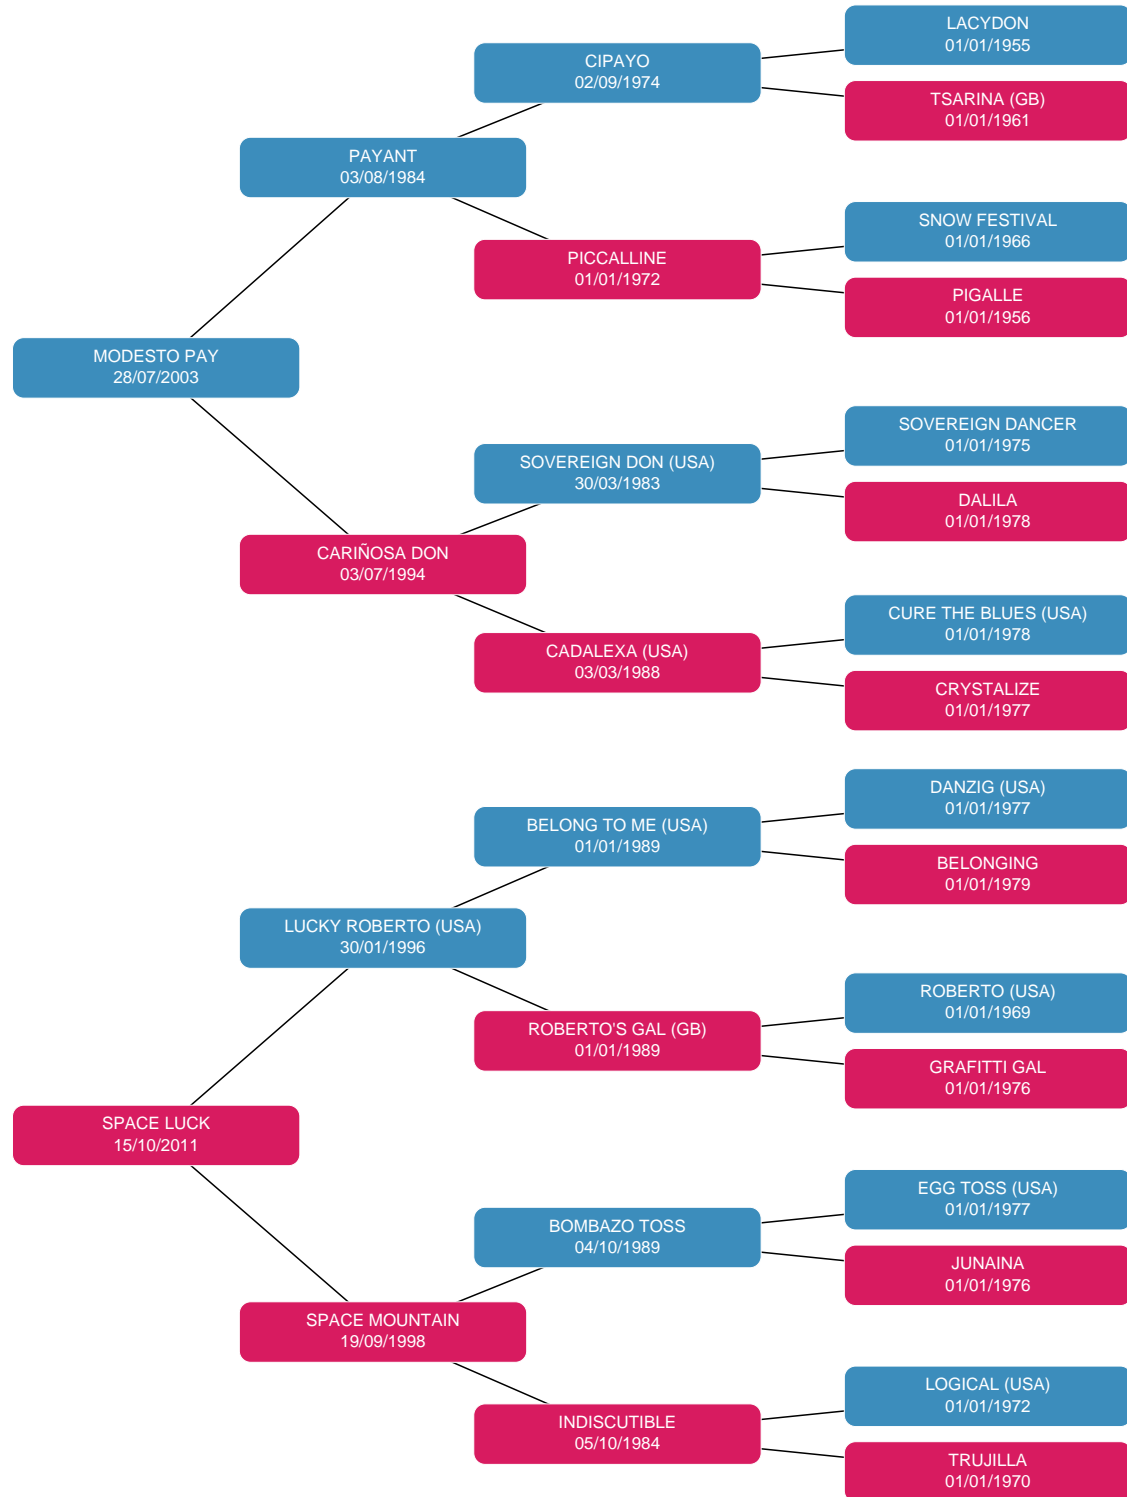 LACYDON
01/01/1955
CIPAYO
02/09/1974
TSARINA (GB)
01/01/1961
PAYANT
03/08/1984
SNOW FESTIVAL
01/01/1966
PICCALLINE
01/01/1972
PIGALLE
01/01/1956
MODESTO PAY
28/07/2003
SOVEREIGN DANCER
01/01/1975
SOVEREIGN DON (USA)
30/03/1983
DALILA
01/01/1978
CARIÑOSA DON
03/07/1994
CURE THE BLUES (USA)
01/01/1978
CADALEXA (USA)
03/03/1988
CRYSTALIZE
01/01/1977
DANZIG (USA)
01/01/1977
BELONG TO ME (USA)
01/01/1989
BELONGING
01/01/1979
LUCKY ROBERTO (USA)
30/01/1996
ROBERTO (USA)
01/01/1969
ROBERTO'S GAL (GB)
01/01/1989
GRAFITTI GAL
01/01/1976
SPACE LUCK
15/10/2011
EGG TOSS (USA)
01/01/1977
BOMBAZO TOSS
04/10/1989
JUNAINA
01/01/1976
SPACE MOUNTAIN
19/09/1998
LOGICAL (USA)
01/01/1972
INDISCUTIBLE
05/10/1984
TRUJILLA
01/01/1970